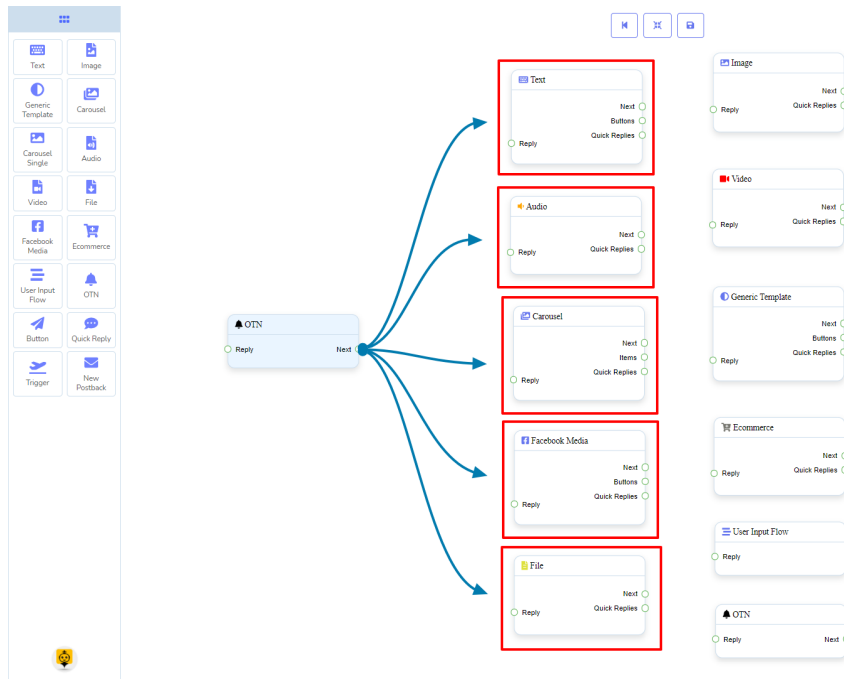 Text
Image
Generic
Template
Carousel
Carousel
Single
Audio
Video
File
Facebook
Media
Ecommerce
User Input
Flow
OTN
Button
Quick Reply
Trigger
New
Postback
OTN
Reply
Next
Text
Next
Buttons
Quick Replies
Reply
Audio
Next
Quick Replies
Reply
Carousel
Next
Items
Quick Replies
Reply
Facebook Media
Next
Buttons
Quick Replies
Reply
File
Next
Quick Replies
Reply
Image
Next
Quick Replies
Reply
Video
Next
Quick Replies
Reply
Generic Template
Next
Buttons
Quick Replies
Reply
Ecommerce
Next
Quick Replies
Reply
User Input Flow
Reply
OTN
Reply
Next